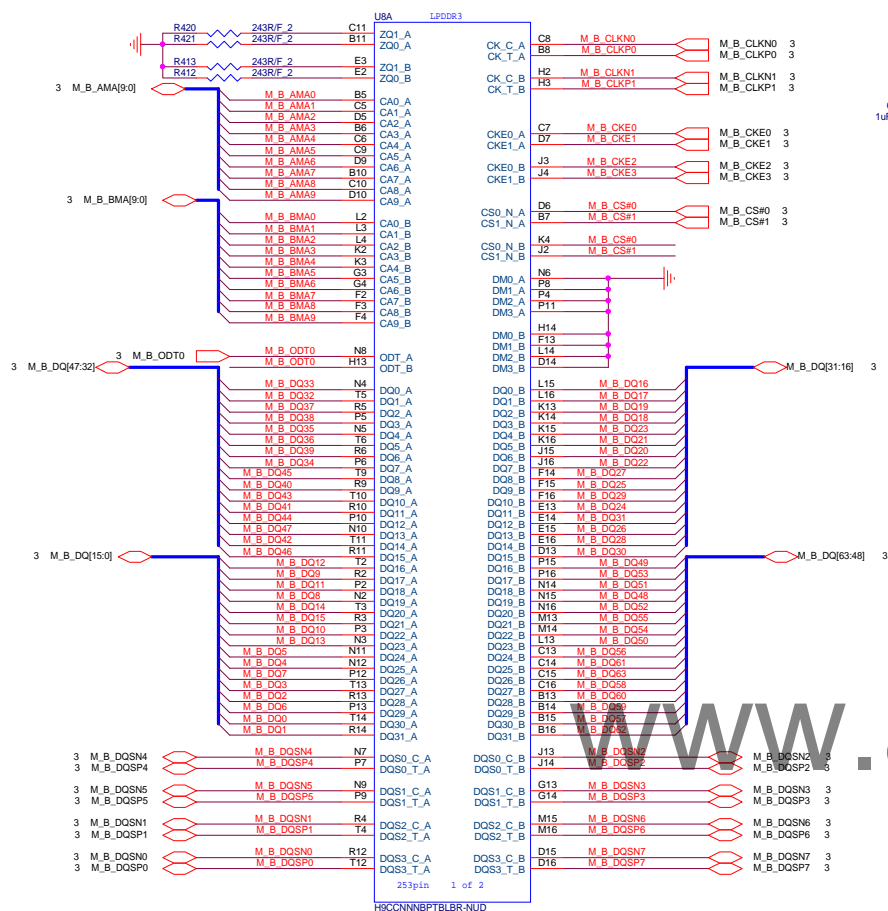 U8A LPDDR3
R420 243R/F_2 C11 ZQ1_A
R421 243R/F_2 B11 ZQ0_A
R413 243R/F_2 E3 ZQ1_B
R412 243R/F_2 E2 ZQ0_B
3 M_B_AMA[9:0]
M_B_AMA0 B5 CA0_A
M_B_AMA1 C5 CA1_A
M_B_AMA2 D5 CA2_A
M_B_AMA3 B6 CA3_A
M_B_AMA4 C6 CA4_A
M_B_AMA5 C9 CA5_A
M_B_AMA6 D9 CA6_A
M_B_AMA7 B10 CA7_A
M_B_AMA8 C10 CA8_A
M_B_AMA9 D10 CA9_A
3 M_B_BMA[9:0]
M_B_BMA0 L2 CA0_B
M_B_BMA1 L3 CA1_B
M_B_BMA2 L4 CA2_B
M_B_BMA3 K2 CA3_B
M_B_BMA4 K3 CA4_B
M_B_BMA5 G3 CA5_B
M_B_BMA6 G4 CA6_B
M_B_BMA7 F2 CA7_B
M_B_BMA8 F3 CA8_B
M_B_BMA9 F4 CA9_B
3 M_B_ODT0 M_B_ODT0 N8 ODT_A
M_B_ODT0 H13 ODT_B
3 M_B_DQ[47:32]
M_B_DQ33 N4 DQ0_A
M_B_DQ32 T5 DQ1_A
M_B_DQ37 R5 DQ2_A
M_B_DQ38 P5 DQ3_A
M_B_DQ35 N5 DQ4_A
M_B_DQ36 T6 DQ5_A
M_B_DQ39 R6 DQ6_A
M_B_DQ34 P6 DQ7_A
M_B_DQ45 T9 DQ8_A
M_B_DQ40 R9 DQ9_A
M_B_DQ43 T10 DQ10_A
M_B_DQ41 R10 DQ11_A
M_B_DQ44 P10 DQ12_A
M_B_DQ47 N10 DQ13_A
M_B_DQ42 T11 DQ14_A
M_B_DQ46 R11 DQ15_A
3 M_B_DQ[15:0]
M_B_DQ12 T2 DQ16_A
M_B_DQ9 R2 DQ17_A
M_B_DQ11 P2 DQ18_A
M_B_DQ8 N2 DQ19_A
M_B_DQ14 T3 DQ20_A
M_B_DQ15 R3 DQ21_A
M_B_DQ10 P3 DQ22_A
M_B_DQ13 N3 DQ23_A
M_B_DQ5 N11 DQ24_A
M_B_DQ4 N12 DQ25_A
M_B_DQ7 P12 DQ26_A
M_B_DQ3 T13 DQ27_A
M_B_DQ2 R13 DQ28_A
M_B_DQ6 P13 DQ29_A
M_B_DQ0 T14 DQ30_A
M_B_DQ1 R14 DQ31_A
3 M_B_DQSN4 M_B_DQSN4 N7 DQS0_C_A
3 M_B_DQSP4 M_B_DQSP4 P7 DQS0_T_A
3 M_B_DQSN5 M_B_DQSN5 N9 DQS1_C_A
3 M_B_DQSP5 M_B_DQSP5 P9 DQS1_T_A
3 M_B_DQSN1 M_B_DQSN1 R4 DQS2_C_A
3 M_B_DQSP1 M_B_DQSP1 T4 DQS2_T_A
3 M_B_DQSN0 M_B_DQSN0 R12 DQS3_C_A
3 M_B_DQSP0 M_B_DQSP0 T12 DQS3_T_A
CK_C_A C8 M_B_CLKN0 M_B_CLKN0 3
CK_T_A B8 M_B_CLKP0 M_B_CLKP0 3
CK_C_B H2 M_B_CLKN1 M_B_CLKN1 3
CK_T_B H3 M_B_CLKP1 M_B_CLKP1 3
CKE0_A C7 M_B_CKE0 M_B_CKE0 3
CKE1_A D7 M_B_CKE1 M_B_CKE1 3
CKE0_B J3 M_B_CKE2 M_B_CKE2 3
CKE1_B J4 M_B_CKE3 M_B_CKE3 3
CS0_N_A D6 M_B_CS#0 M_B_CS#0 3
CS1_N_A B7 M_B_CS#1 M_B_CS#1 3
CS0_N_B K4 M_B_CS#0
CS1_N_B J2 M_B_CS#1
DM0_A N6
DM1_A P8
DM2_A P4
DM3_A P11
DM0_B H14
DM1_B F13
DM2_B L14
DM3_B D14
M_B_DQ[31:16] 3
DQ0_B L15 M_B_DQ16
DQ1_B L16 M_B_DQ17
DQ2_B K13 M_B_DQ19
DQ3_B K14 M_B_DQ18
DQ4_B K15 M_B_DQ23
DQ5_B K16 M_B_DQ21
DQ6_B J15 M_B_DQ20
DQ7_B J16 M_B_DQ22
DQ8_B F14 M_B_DQ27
DQ9_B F15 M_B_DQ25
DQ10_B F16 M_B_DQ29
DQ11_B E13 M_B_DQ24
DQ12_B E14 M_B_DQ31
DQ13_B E15 M_B_DQ26
DQ14_B E16 M_B_DQ28
DQ15_B D13 M_B_DQ30
M_B_DQ[63:48] 3
DQ16_B P15 M_B_DQ49
DQ17_B P16 M_B_DQ53
DQ18_B N14 M_B_DQ51
DQ19_B N15 M_B_DQ48
DQ20_B N16 M_B_DQ52
DQ21_B M13 M_B_DQ55
DQ22_B M14 M_B_DQ54
DQ23_B L13 M_B_DQ50
DQ24_B C13 M_B_DQ56
DQ25_B C14 M_B_DQ61
DQ26_B C15 M_B_DQ63
DQ27_B C16 M_B_DQ58
DQ28_B B13 M_B_DQ60
DQ29_B B14 M_B_DQ59
DQ30_B B15 M_B_DQ57
DQ31_B B16 M_B_DQ62
DQS0_C_B J13 M_B_DQSN2 M_B_DQSN2 3
DQS0_T_B J14 M_B_DQSP2 M_B_DQSP2 3
DQS1_C_B G13 M_B_DQSN3 M_B_DQSN3 3
DQS1_T_B G14 M_B_DQSP3 M_B_DQSP3 3
DQS2_C_B M15 M_B_DQSN6 M_B_DQSN6 3
DQS2_T_B M16 M_B_DQSP6 M_B_DQSP6 3
DQS3_C_B D15 M_B_DQSN7 M_B_DQSN7 3
DQS3_T_B D16 M_B_DQSP7 M_B_DQSP7 3
253pin 1 of 2
H9CCNNNBPTBLBR-NUD
www.